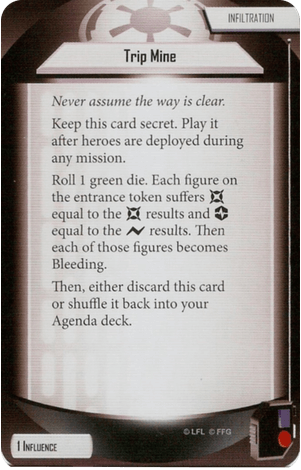 INFILTRATION
Trip Mine
Never assume the way is clear.
Keep this card secret. Play it
after heroes are deployed during
any mission.
Roll 1 green die. Each figure on
the entrance token suffers
equal to the results and
equal to the results. Then
each of those figures becomes
Bleeding.
Then, either discard this card
or shuffle it back into your
Agenda deck.
© LFL © FFG
1 INFLUENCE